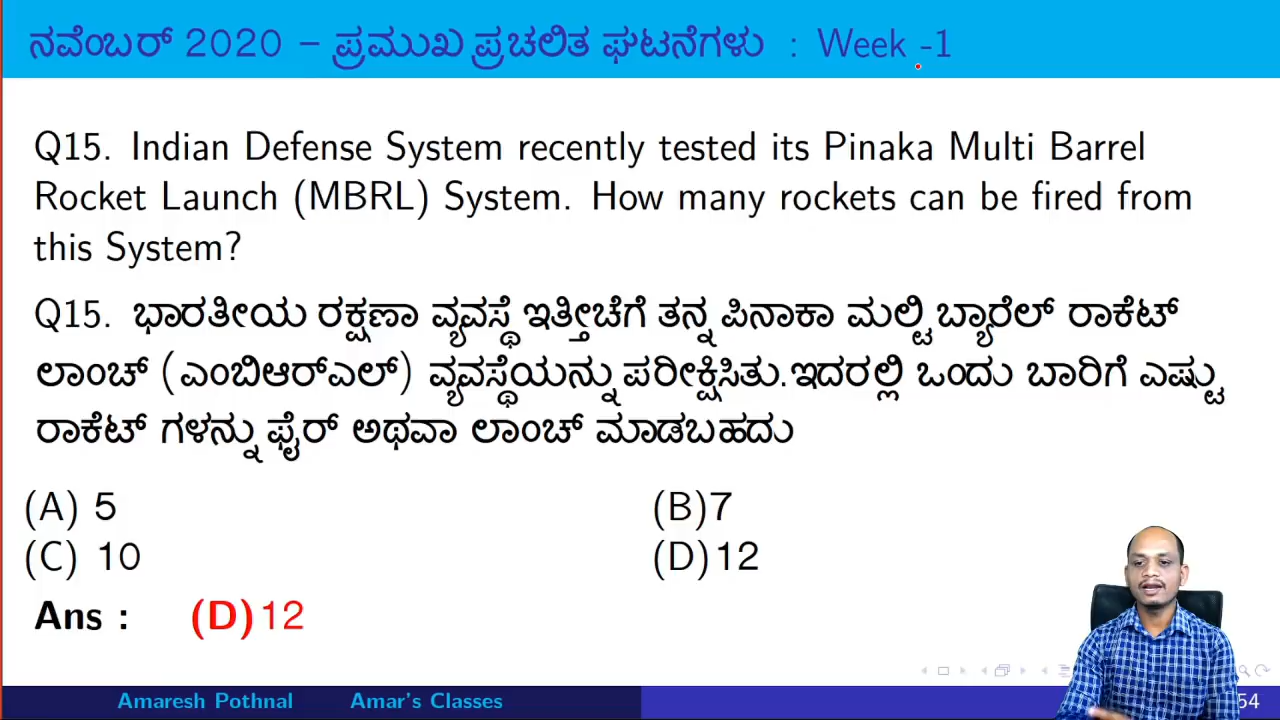 ನವೆಂಬರ್ 2020 – ಪ್ರಮುಖ ಪ್ರಚಲಿತ ಘಟನೆಗಳು : Week -1
Q15. Indian Defense System recently tested its Pinaka Multi Barrel
Rocket Launch (MBRL) System. How many rockets can be fired from
this System?
Q15. ಭಾರತೀಯ ರಕ್ಷಣಾ ವ್ಯವಸ್ಥೆ ಇತ್ತೀಚೆಗೆ ತನ್ನ ಪಿನಾಕಾ ಮಲ್ಟಿ ಬ್ಯಾರೆಲ್ ರಾಕೆಟ್
ಲಾಂಚ್ (ಎಂಬಿಆರ್‌ಎಲ್) ವ್ಯವಸ್ಥೆಯನ್ನು ಪರೀಕ್ಷಿಸಿತು.ಇದರಲ್ಲಿ ಒಂದು ಬಾರಿಗೆ ಎಷ್ಟು
ರಾಕೆಟ್ ಗಳನ್ನು ಫೈರ್ ಅಥವಾ ಲಾಂಚ್ ಮಾಡಬಹದು
(A) 5 (B)7
(C) 10 (D)12
Ans : (D)12
Amaresh Pothnal Amar's Classes 54